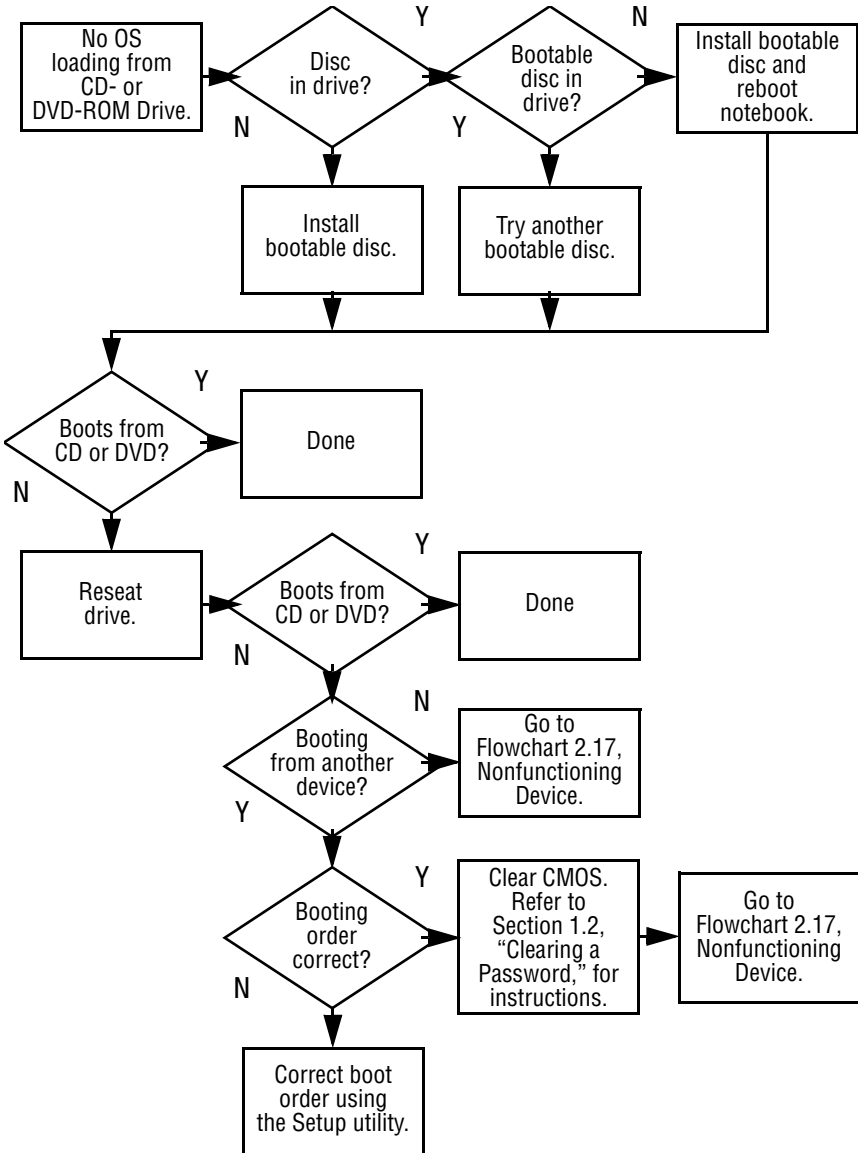 No OS
loading from
CD- or
DVD-ROM Drive.
Disc
in drive?
Y
N
Bootable
disc in
drive?
N
Y
Install bootable
disc and
reboot
notebook.
Install
bootable disc.
Try another
bootable disc.
Boots from
CD or DVD?
Y
N
Done
Reseat
drive.
Boots from
CD or DVD?
Y
N
Done
Booting
from another
device?
N
Y
Go to
Flowchart 2.17,
Nonfunctioning
Device.
Booting
order
correct?
Y
N
Clear CMOS.
Refer to
Section 1.2,
“Clearing a
Password,” for
instructions.
Go to
Flowchart 2.17,
Nonfunctioning
Device.
Correct boot
order using
the Setup utility.